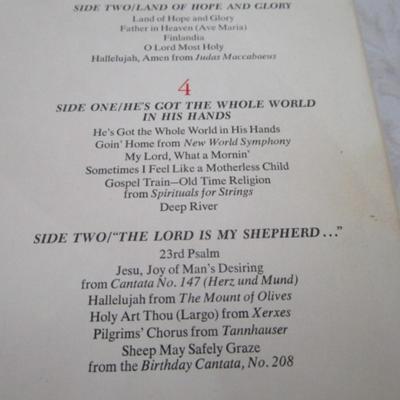 SIDE TWO/LAND OF HOPE AND GLORY
Land of Hope and Glory
Father in Heaven (Ave Maria)
Finlandia
O Lord Most Holy
Hallelujah, Amen from Judas Maccabaeus
4
SIDE ONE/HE'S GOT THE WHOLE WORLD
IN HIS HANDS
He's Got the Whole World in His Hands
Goin' Home from New World Symphony
My Lord, What a Mornin'
Sometimes I Feel Like a Motherless Child
Gospel Train—Old Time Religion
from Spirituals for Strings
Deep River
SIDE TWO/"THE LORD IS MY SHEPHERD..."
23rd Psalm
Jesu, Joy of Man's Desiring
from Cantata No. 147 (Herz und Mund)
Hallelujah from The Mount of Olives
Holy Art Thou (Largo) from Xerxes
Pilgrims' Chorus from Tannhauser
Sheep May Safely Graze
from the Birthday Cantata, No. 208